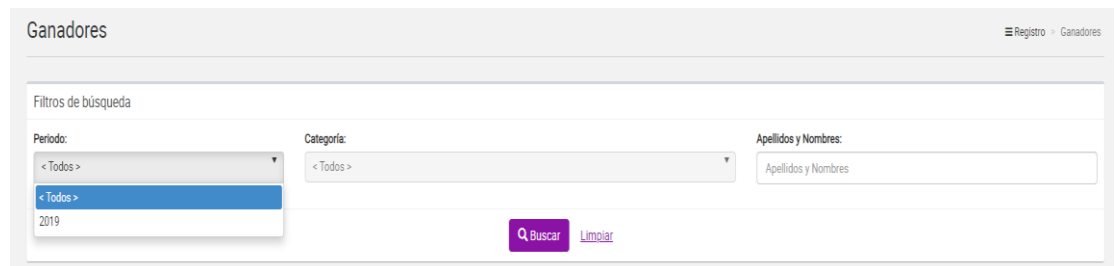 Ganadores
Registro > Ganadores
Filtros de búsqueda
Periodo: Categoría: Apellidos y Nombres:
< Todos > < Todos > Apellidos y Nombres
< Todos >
2019
Buscar Limpiar